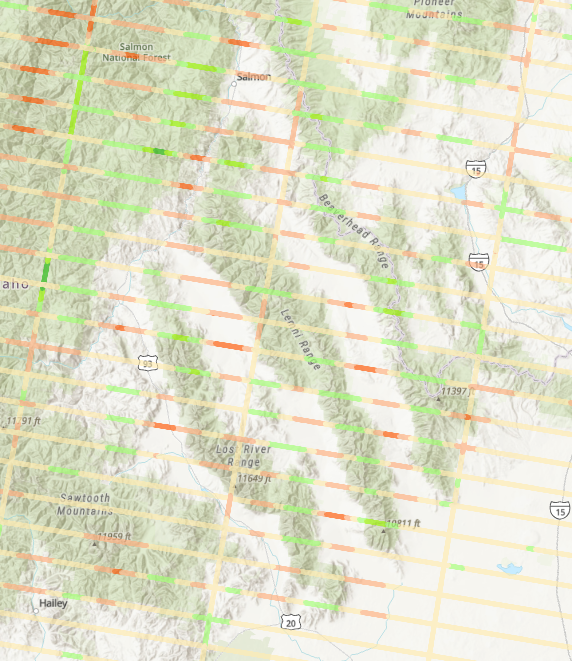 Pioneer
Mountains
Salmon
National Forest
Salmon
15
Beaverhead Range
15
Lemhi Range
93
11397
Lost River
Range
11649 ft
Sawtooth
Mountains
10811 ft
15
11959 ft
Hailey
20